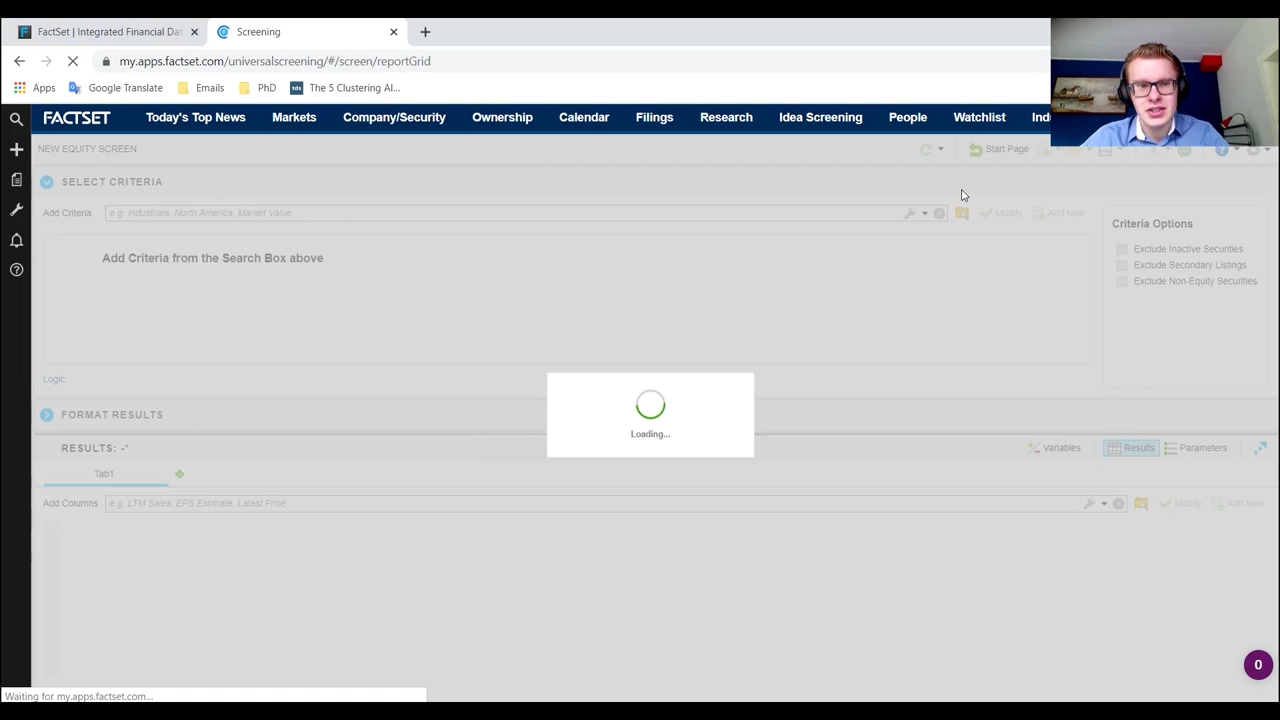 FactSet | Integrated Financial Dat
Screening
my.apps.factset.com/universalscreening/#/screen/reportGrid
Apps
Google Translate
Emails
PhD
tds
The 5 Clustering Al...
FACTSET
Today's Top News
Markets
Company/Security
Ownership
Calendar
Filings
Research
Idea Screening
People
Watchlist
NEW EQUITY SCREEN
Start Page
SELECT CRITERIA
Add Criteria
e.g. Industrials, North America, Market Value
Modify
Add New
Add Criteria from the Search Box above
Criteria Options
Exclude Inactive Securities
Exclude Secondary Listings
Exclude Non-Equity Securities
Logic:
Loading...
FORMAT RESULTS
RESULTS: -*
Variables
Results
Parameters
Tab1
Add Columns
e.g. LTM Sales, EPS Estimate, Latest Price
Modify
Add New
0
Waiting for my.apps.factset.com...